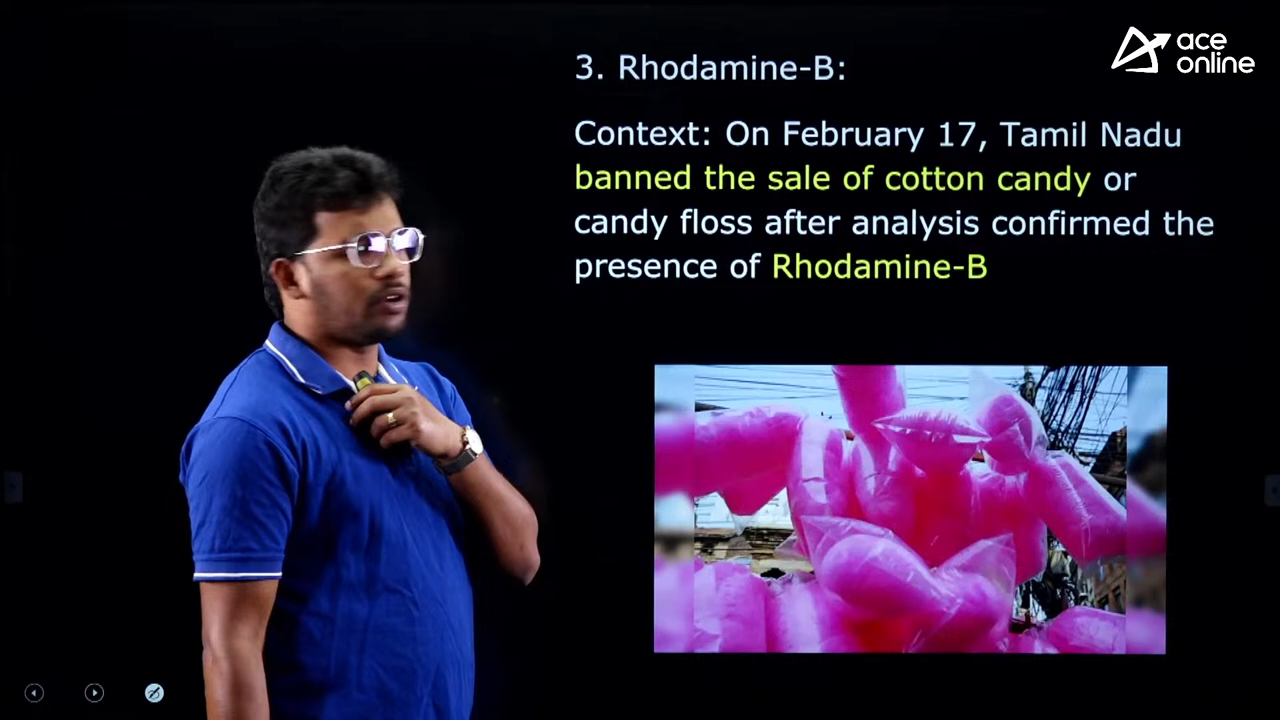 ace
online
3. Rhodamine-B:
Context: On February 17, Tamil Nadu
banned the sale of cotton candy or
candy floss after analysis confirmed the
presence of Rhodamine-B